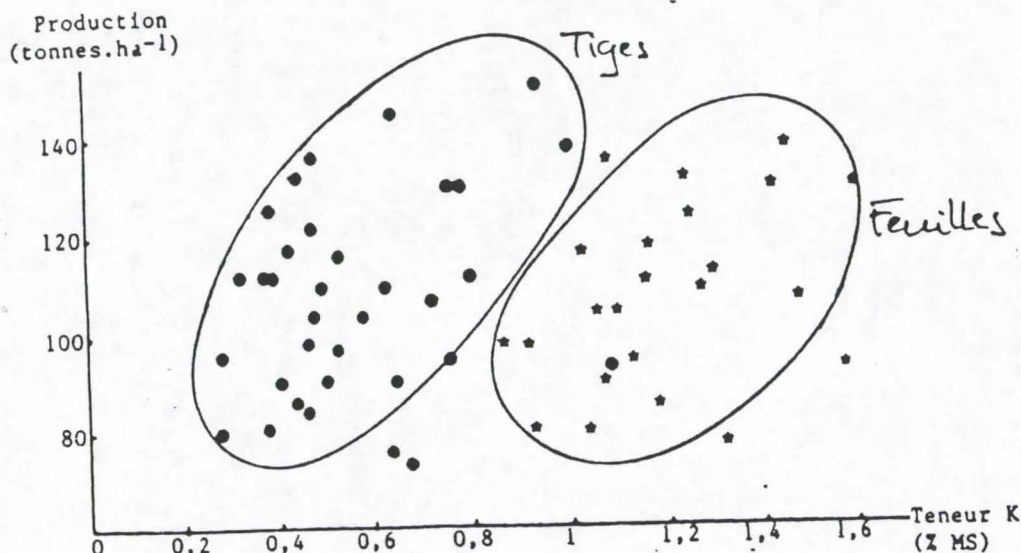 Production
(tonnes.ha-1)
Tiges
140
120
Feuilles
100
80
Teneur K
(% MS)
0 0,2 0,4 0,6 0,8 1 1,2 1,4 1,6